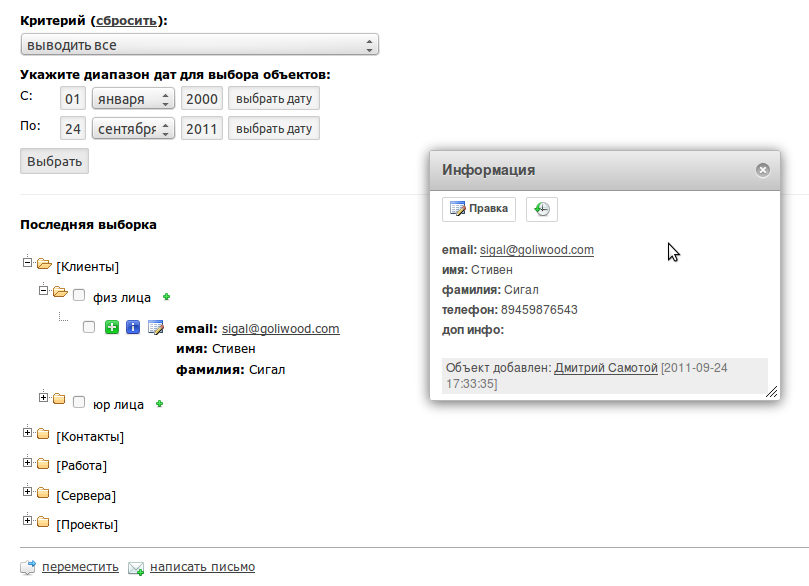 Критерий (сбросить):
выводить все
Укажите диапазон дат для выбора объектов:
С: 01 января 2000 выбрать дату
По: 24 сентября 2011 выбрать дату
Выбрать
Последняя выборка
[Клиенты]
физ лица
email: sigal@goliwood.com
имя: Стивен
фамилия: Сигал
юр лица
[Контакты]
[Работа]
[Сервера]
[Проекты]
переместить написать письмо
Информация
Правка
email: sigal@goliwood.com
имя: Стивен
фамилия: Сигал
телефон: 89459876543
доп инфо:
Объект добавлен: Дмитрий Самотой [2011-09-24
17:33:35]